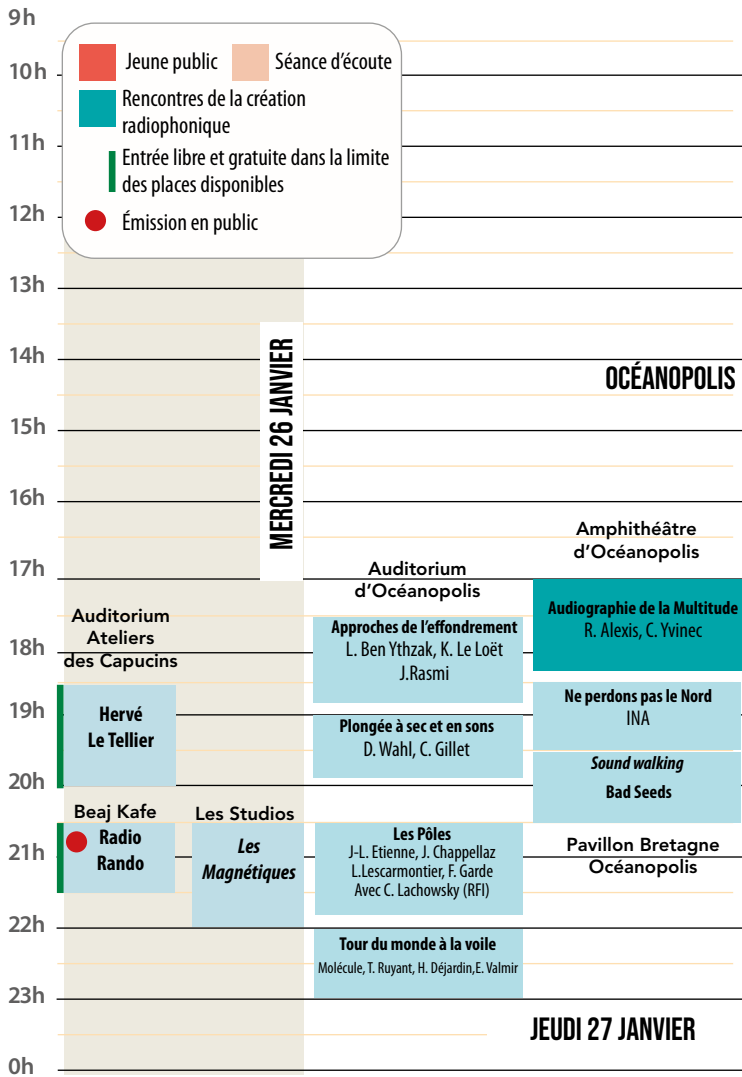 9h
10h
11h
12h
13h
14h
15h
16h
17h
18h
19h
20h
21h
22h
23h
0h
Jeune public
Séance d'écoute
Rencontres de la création
radiophonique
Entrée libre et gratuite dans la limite
des places disponibles
Émission en public
MERCREDI 26 JANVIER
Auditorium
Ateliers
des Capucins
Hervé
Le Tellier
Beaj Kafe
Radio
Rando
Les Studios
Les
Magnétiques
OCÉANOPOLIS
Auditorium
d'Océanopolis
Approches de l'effondrement
L. Ben Ythzak, K. Le Loët
J.Rasmi
Plongée à sec et en sons
D. Wahl, C. Gillet
Les Pôles
J-L. Etienne, J. Chappellaz
L.Lescarmontier, F. Garde
Avec C. Lachowsky (RFI)
Tour du monde à la voile
Molécule, T. Ruyant, H. Déjardin,E. Valmir
Amphithéâtre
d'Océanopolis
Audiographie de la Multitude
R. Alexis, C. Yvinec
Ne perdons pas le Nord
INA
Sound walking
Bad Seeds
Pavillon Bretagne
Océanopolis
JEUDI 27 JANVIER